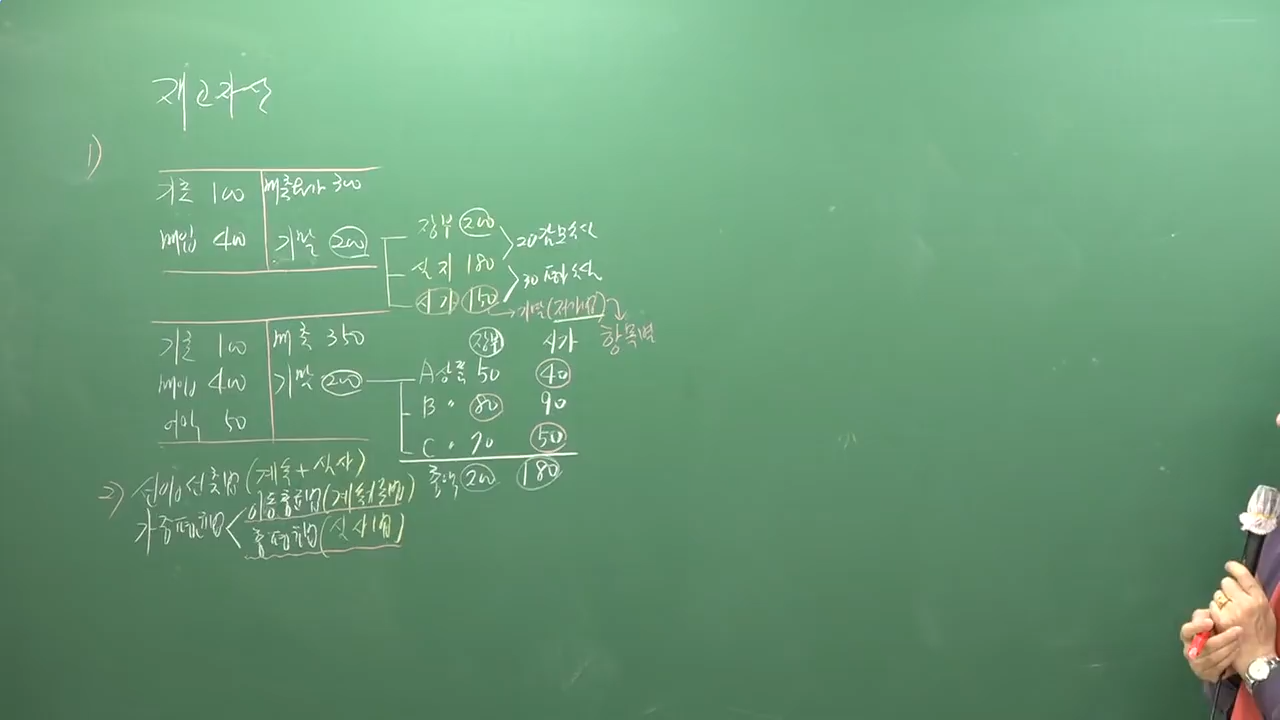 재고자산
1)
기초 100 매출원가 300
매입 400 기말 200
장부 200
실지 180
시가 150
20 감모손실
30 평가손실
기말(저가법)
항목별
기초 100 매출 350
매입 400 기말 200
이익 50
장부 시가
A상품 50 40
B 〃 80 90
C 〃 70 50
총액 200 180
2) 선입선출법(계속+실사)
가중평균법 < 이동평균법(계속기록법)
총평균법(실사법)